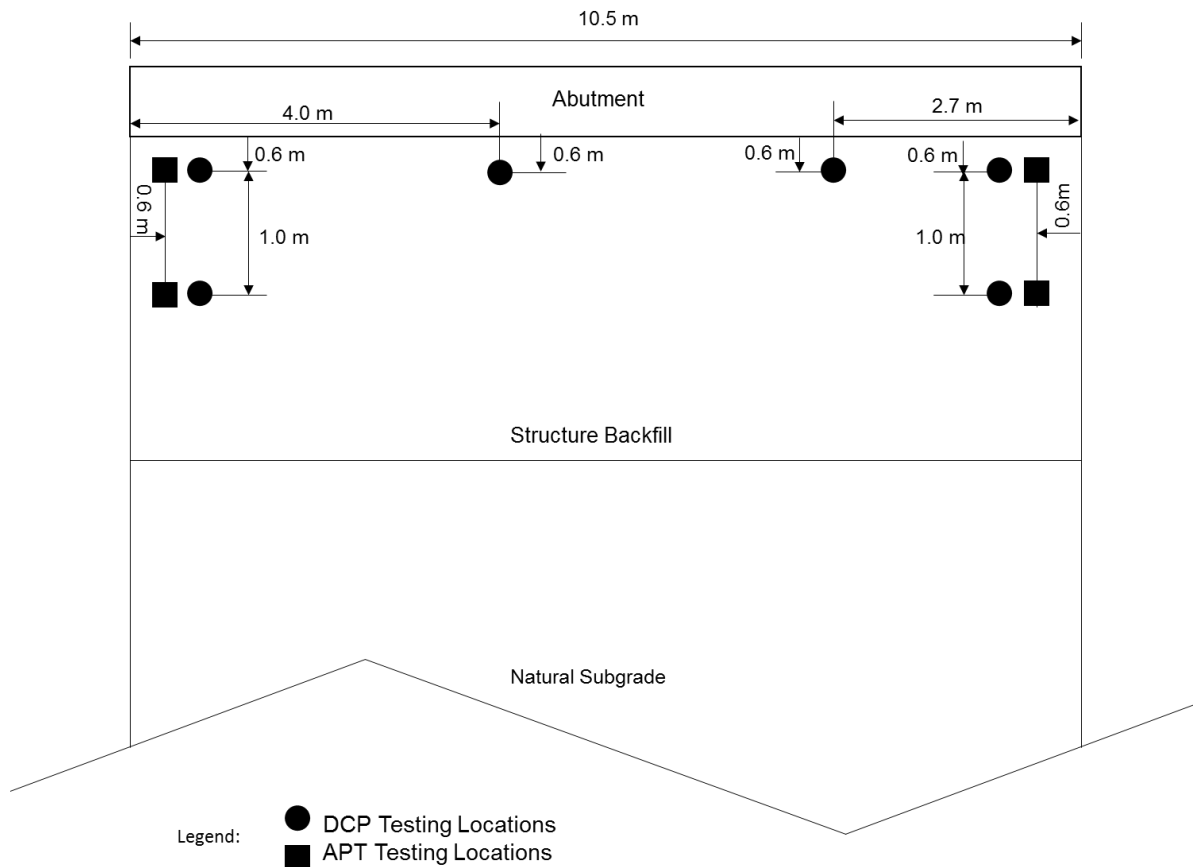 10.5 m
Abutment
4.0 m
2.7 m
0.6 m
0.6 m
0.6 m
0.6 m
0.6 m
0.6m
1.0 m
1.0 m
Structure Backfill
Natural Subgrade
Legend:
DCP Testing Locations
APT Testing Locations